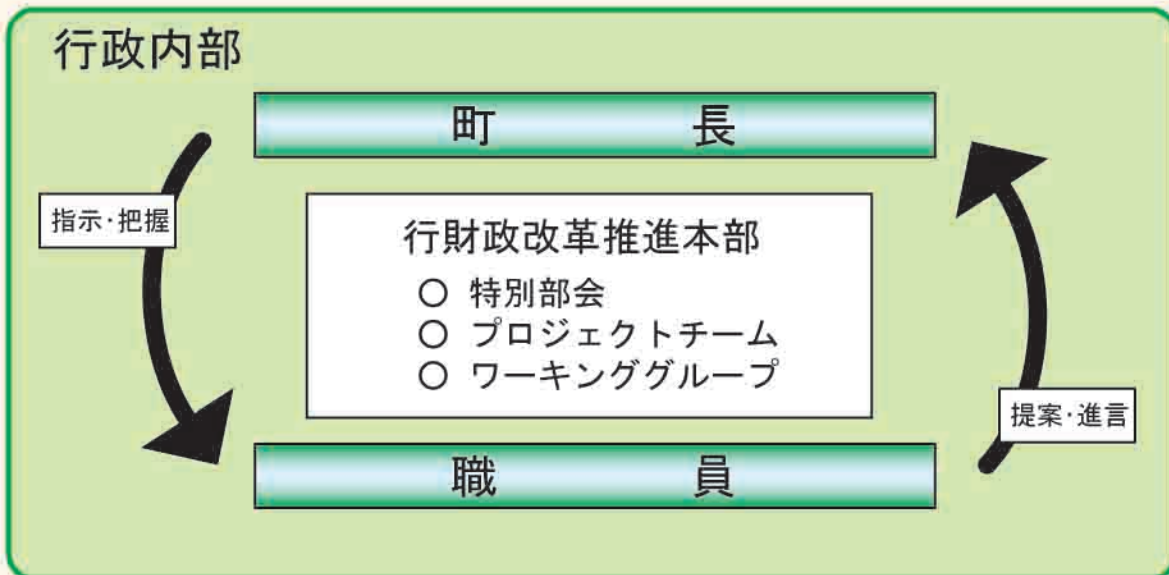 行政内部
町　長
指示・把握
行財政改革推進本部
○ 特別部会
○ プロジェクトチーム
○ ワーキンググループ
提案・進言
職　員